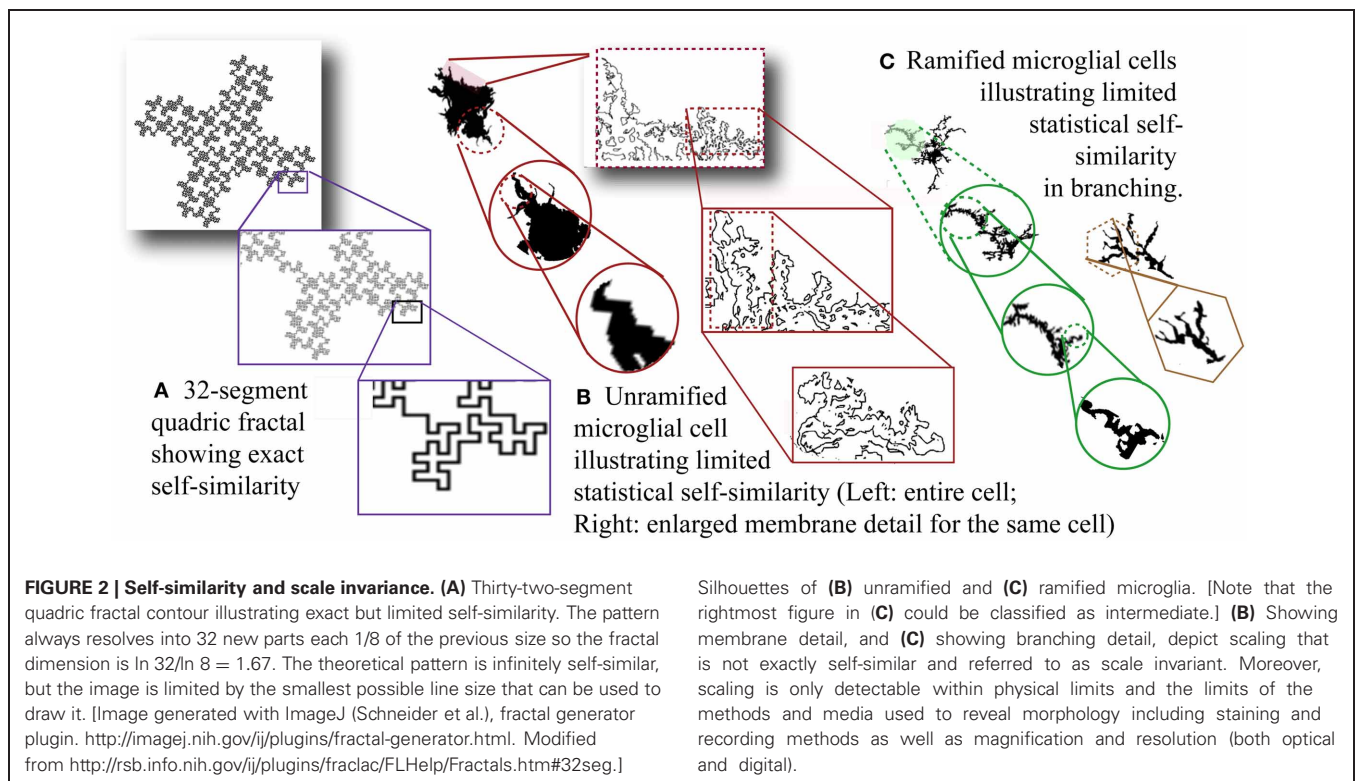 A 32-segment
quadric fractal
showing exact
self-similarity
B Unramified
microglial cell
illustrating limited
statistical self-similarity (Left: entire cell;
Right: enlarged membrane detail for the same cell)
C Ramified microglial cells
illustrating limited
statistical self-
similarity
in branching.
FIGURE 2 | Self-similarity and scale invariance. (A) Thirty-two-segment
quadric fractal contour illustrating exact but limited self-similarity. The pattern
always resolves into 32 new parts each 1/8 of the previous size so the fractal
dimension is ln 32/ln 8 = 1.67. The theoretical pattern is infinitely self-similar,
but the image is limited by the smallest possible line size that can be used to
draw it. [Image generated with ImageJ (Schneider et al.), fractal generator
plugin. http://imagej.nih.gov/ij/plugins/fractal-generator.html. Modified
from http://rsb.info.nih.gov/ij/plugins/fraclac/FLHelp/Fractals.htm#32seg.]
Silhouettes of (B) unramified and (C) ramified microglia. [Note that the
rightmost figure in (C) could be classified as intermediate.] (B) Showing
membrane detail, and (C) showing branching detail, depict scaling that
is not exactly self-similar and referred to as scale invariant. Moreover,
scaling is only detectable within physical limits and the limits of the
methods and media used to reveal morphology including staining and
recording methods as well as magnification and resolution (both optical
and digital).